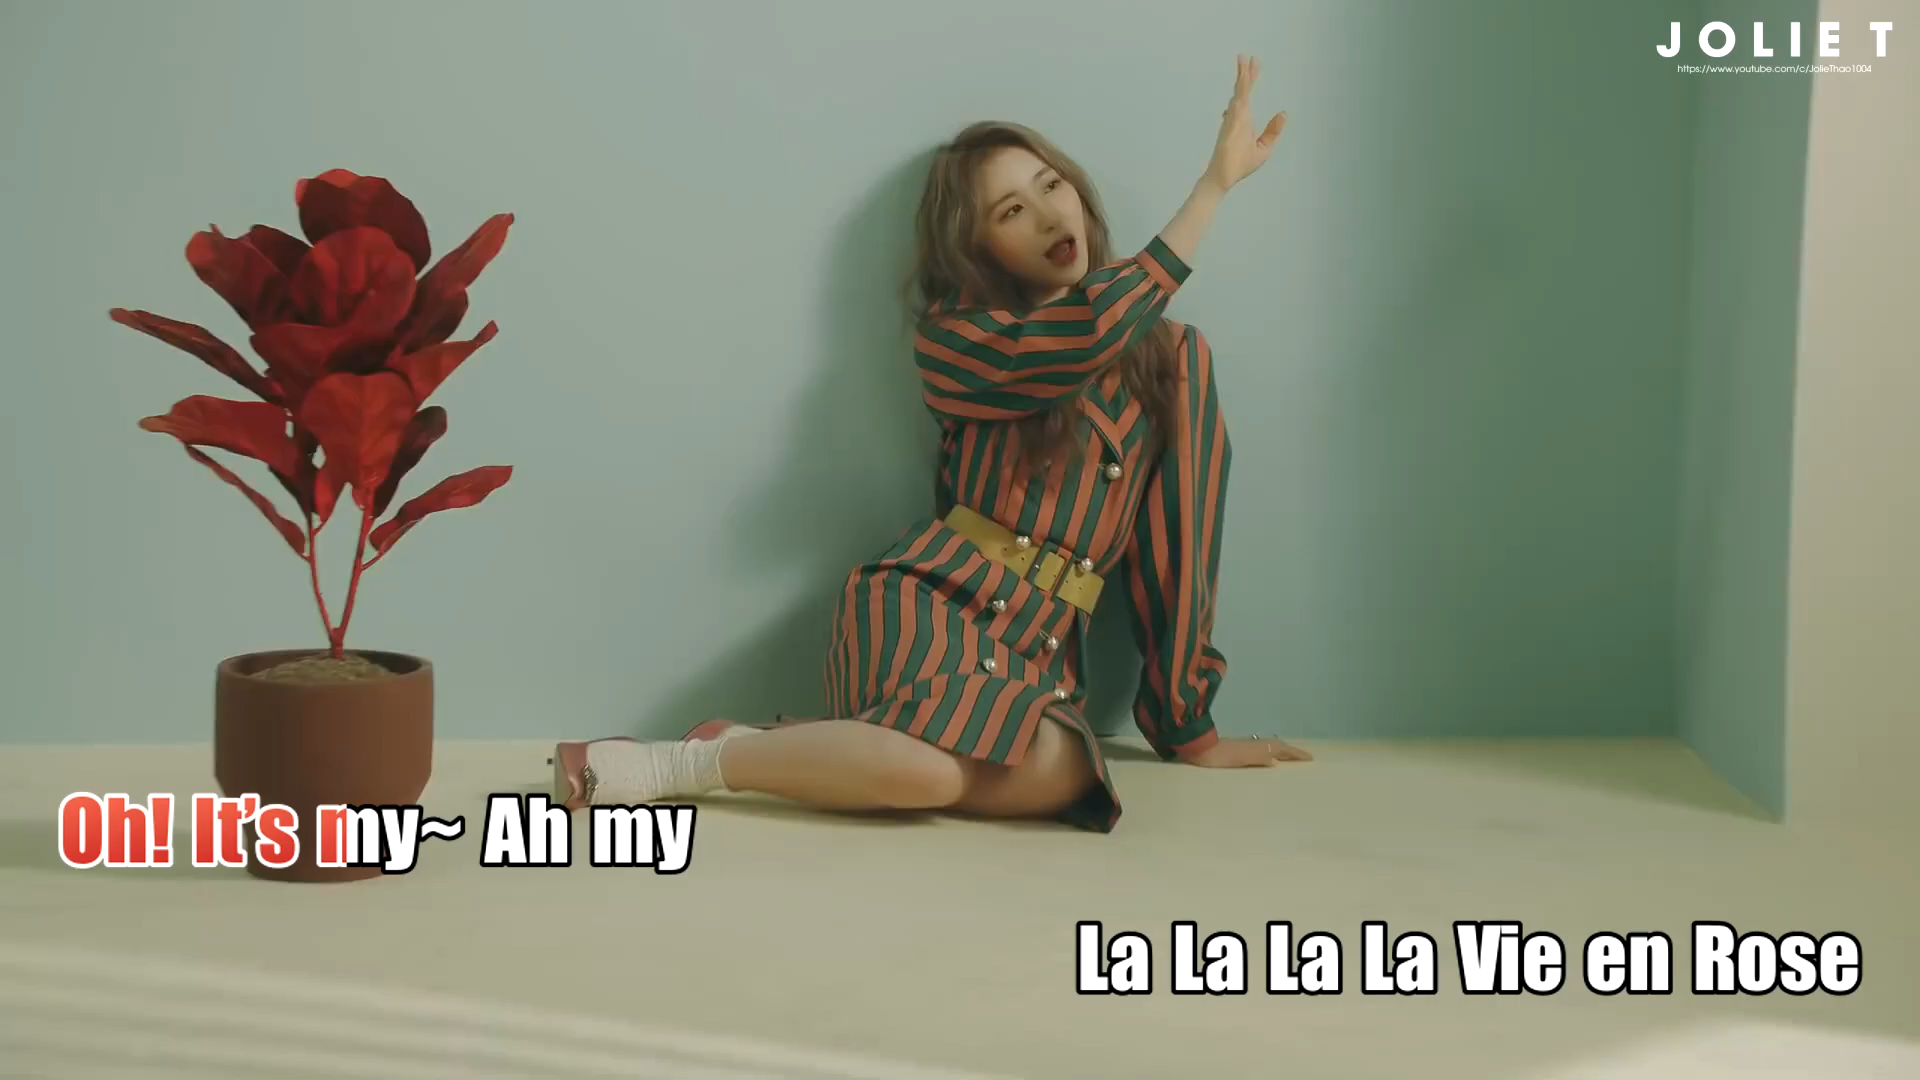 JOLIE T
https://www.youtube.com/c/JolieThao1004
Oh! It's my~ Ah my
La La La La Vie en Rose